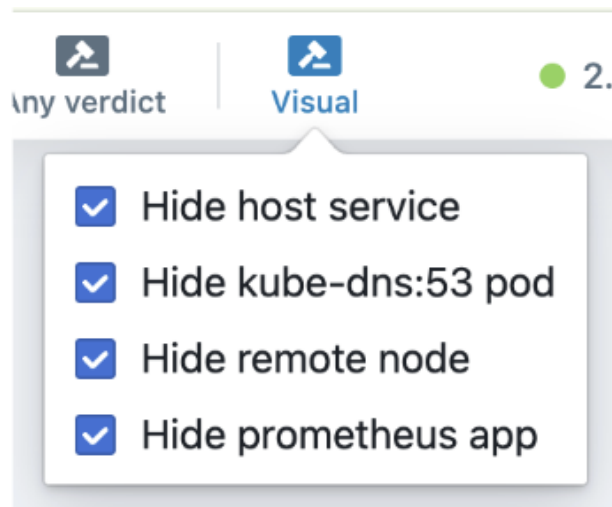 ny verdict
Visual
2.
Hide host service
Hide kube-dns:53 pod
Hide remote node
Hide prometheus app